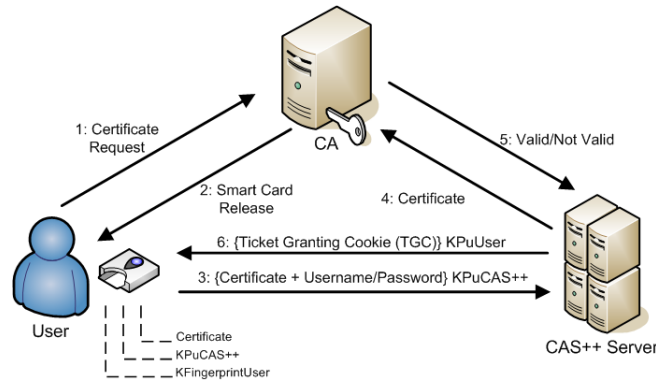 CA
1: Certificate
Request
5: Valid/Not Valid
2: Smart Card
Release
4: Certificate
6: {Ticket Granting Cookie (TGC)} KPuUser
3: {Certificate + Username/Password} KPuCAS++
User
Certificate
KPuCAS++
KFingerprintUser
CAS++ Server